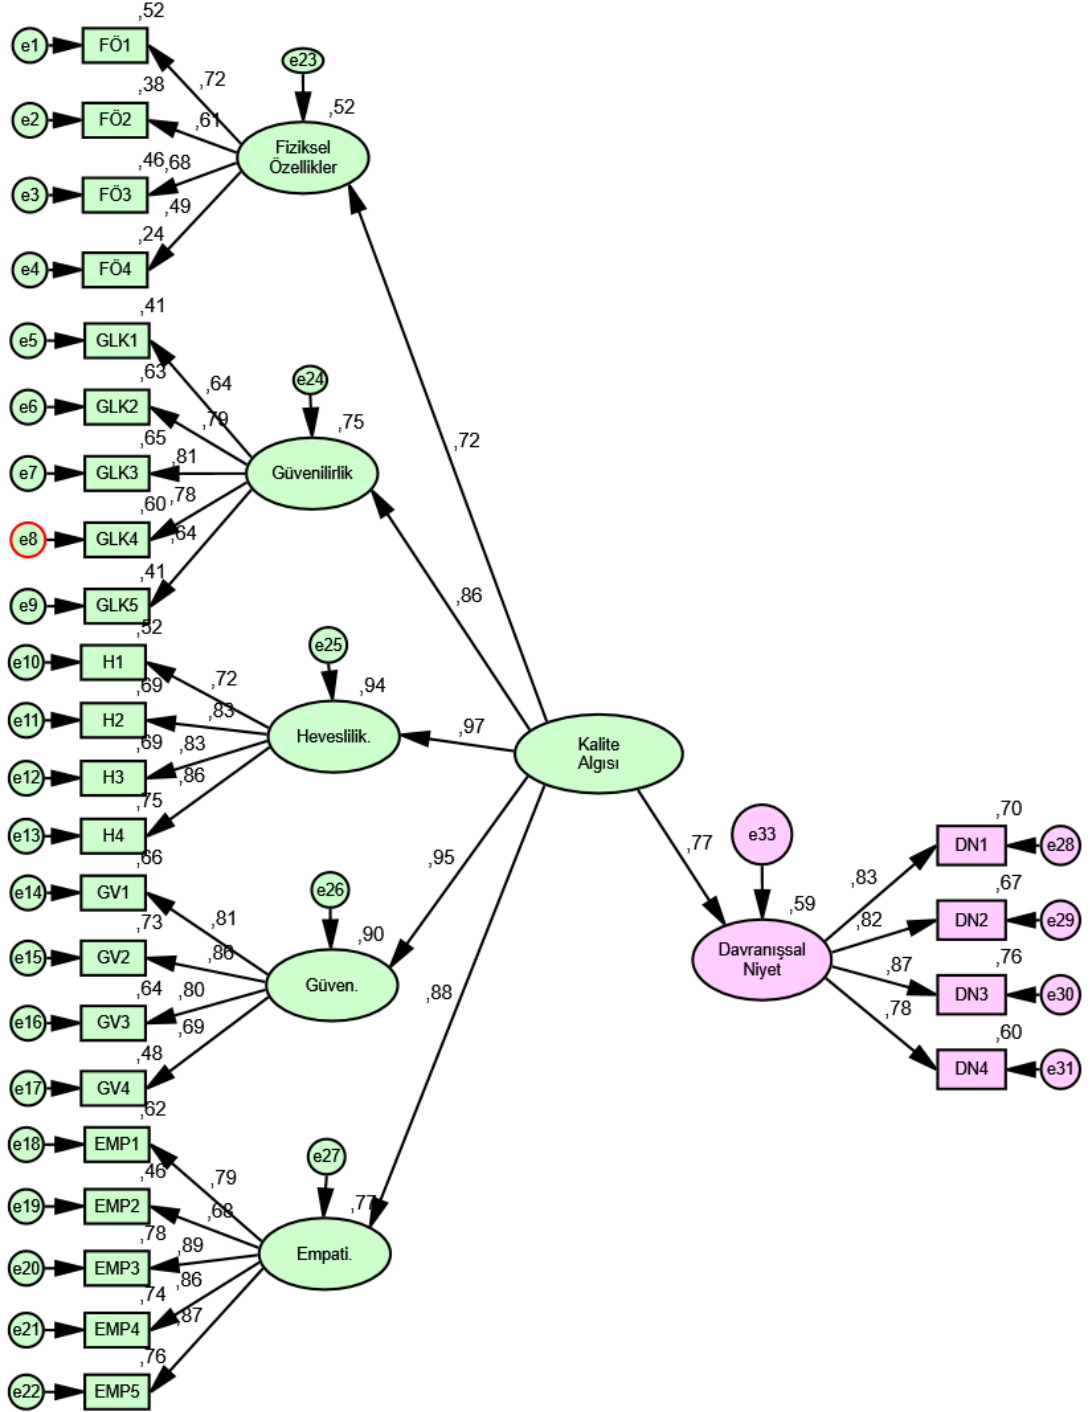 ,52
e1
FÖ1
,72
e23
,38
e2
FÖ2
,61
,52
Fiziksel
Özellikler
,46
,68
e3
FÖ3
,49
,24
e4
FÖ4
,41
e5
GLK1
,64
e24
,63
e6
GLK2
,79
,75
,72
,65
e7
GLK3
,81
Güvenilirlik
,60
,78
e8
GLK4
,64
,41
e9
GLK5
,86
,52
e10
H1
,72
e25
,69
e11
H2
,83
,94
,97
,69
,83
e12
H3
,86
Heveslilik.
Kalite
Algısı
,75
e13
H4
,66
e14
GV1
,81
e26
,95
,73
e15
GV2
,86
,90
,64
,80
e16
GV3
,69
Güven.
,88
,48
e17
GV4
,77
e33
,59
Davranışsal
Niyet
,70
DN1
e28
,83
,67
DN2
e29
,82
,76
DN3
e30
,87
,60
DN4
e31
,78
,62
e18
EMP1
,79
e27
,46
e19
EMP2
,68
,77
,78
,89
e20
EMP3
Empati.
,74
,86
e21
EMP4
,87
,76
e22
EMP5